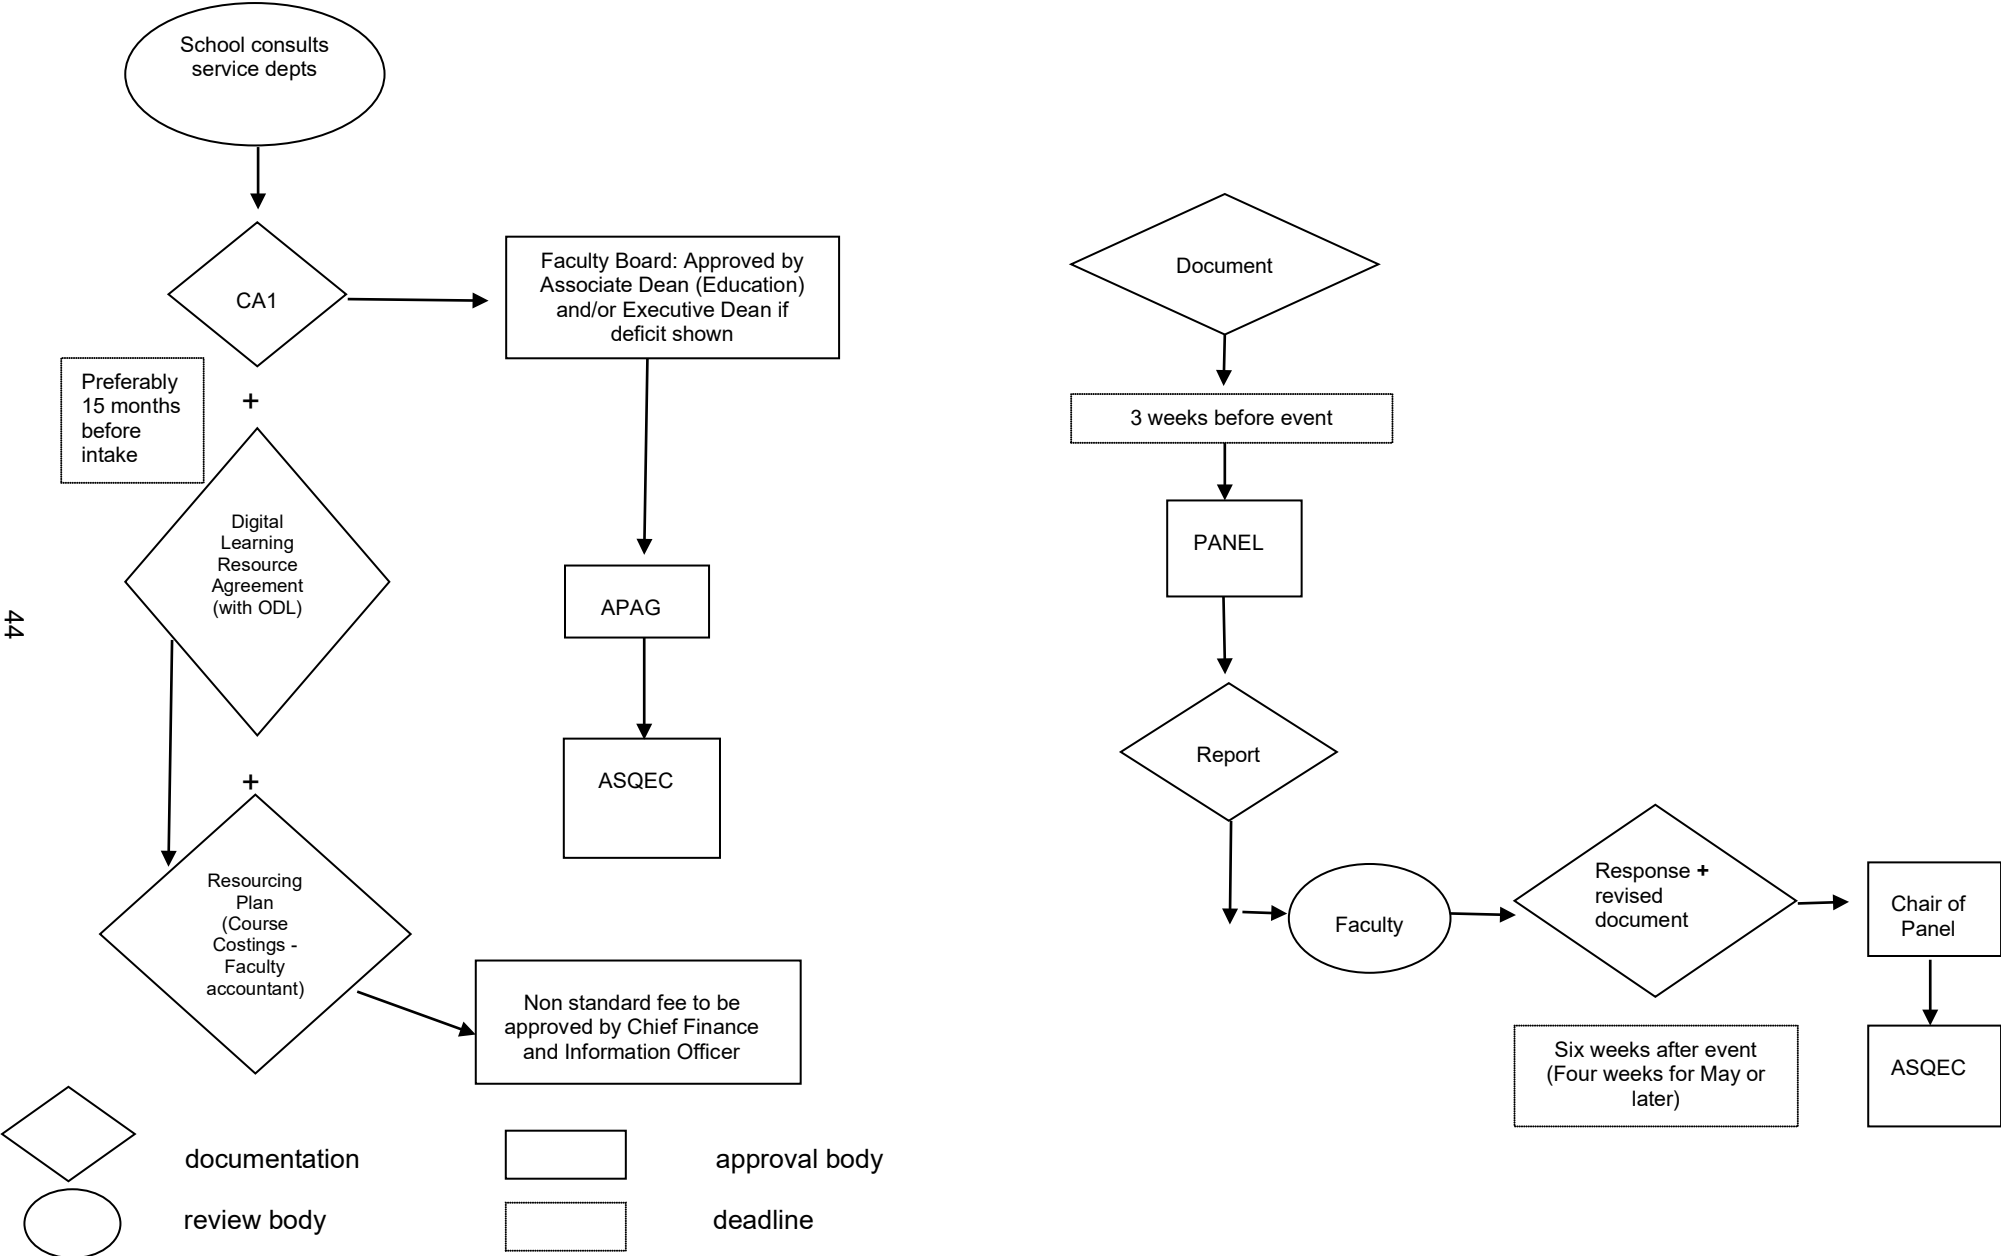 School consults
service depts
CA1
Faculty Board: Approved by
Associate Dean (Education)
and/or Executive Dean if
deficit shown
Preferably
15 months
before
intake
+
Digital
Learning
Resource
Agreement
(with ODL)
APAG
ASQEC
+
Resourcing
Plan
(Course
Costings -
Faculty
accountant)
Non standard fee to be
approved by Chief Finance
and Information Officer
Document
3 weeks before event
PANEL
Report
Faculty
Response +
revised
document
Chair of
Panel
Six weeks after event
(Four weeks for May or
later)
ASQEC
documentation
approval body
review body
deadline
44